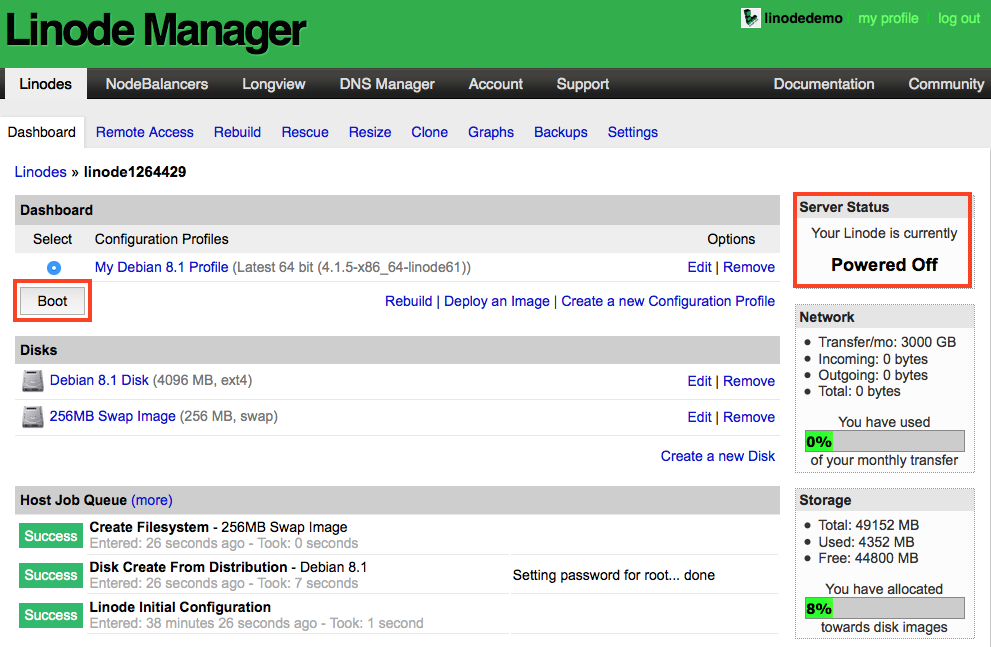 Linode Manager
linodedemo my profile log out
Linodes NodeBalancers Longview DNS Manager Account Support Documentation Community
Dashboard Remote Access Rebuild Rescue Resize Clone Graphs Backups Settings
Linodes » linode1264429
Dashboard
Select Configuration Profiles Options
My Debian 8.1 Profile (Latest 64 bit (4.1.5-x86_64-linode61)) Edit | Remove
Boot Rebuild | Deploy an Image | Create a new Configuration Profile
Disks
Debian 8.1 Disk (4096 MB, ext4) Edit | Remove
256MB Swap Image (256 MB, swap) Edit | Remove
Create a new Disk
Host Job Queue (more)
Success Create Filesystem - 256MB Swap Image
Entered: 26 seconds ago - Took: 0 seconds
Success Disk Create From Distribution - Debian 8.1 Setting password for root... done
Entered: 26 seconds ago - Took: 7 seconds
Success Linode Initial Configuration
Entered: 38 minutes 26 seconds ago - Took: 1 second
Server Status
Your Linode is currently
Powered Off
Network
• Transfer/mo: 3000 GB
• Incoming: 0 bytes
• Outgoing: 0 bytes
• Total: 0 bytes
You have used
0%
of your monthly transfer
Storage
• Total: 49152 MB
• Used: 4352 MB
• Free: 44800 MB
You have allocated
8%
towards disk images